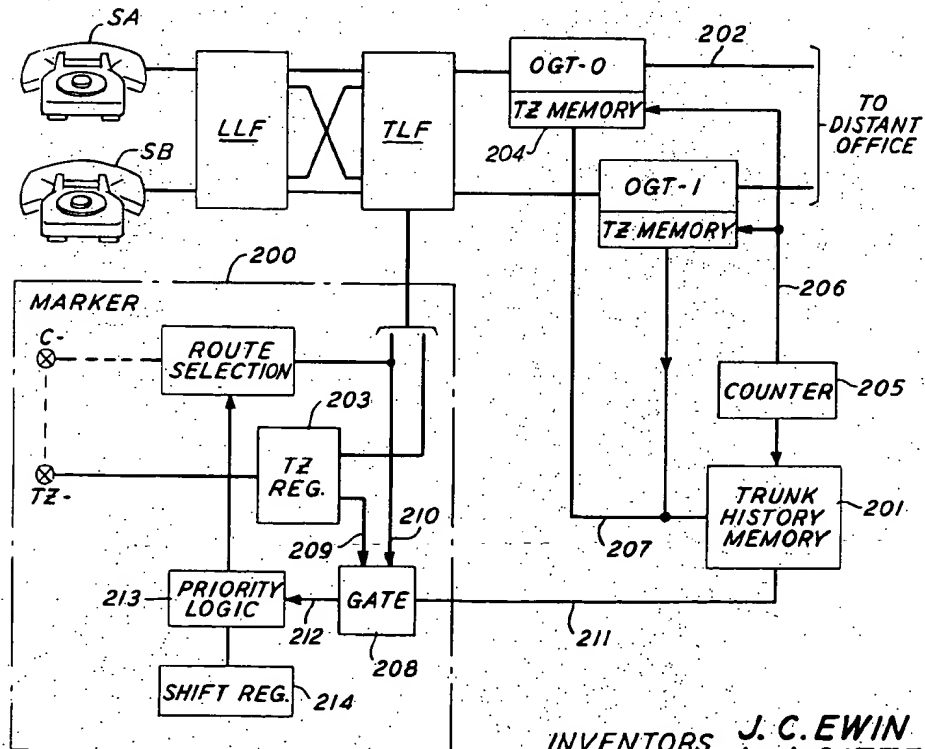 SA
SB
LLF
TLF
OGT-0
TZ MEMORY
204
202
OGT-1
TZ MEMORY
TO
DISTANT
OFFICE
206
200
MARKER
C-
ROUTE
SELECTION
203
TZ
REG.
TZ-
209
210
COUNTER
205
TRUNK
HISTORY
MEMORY
201
207
213
PRIORITY
LOGIC
212
GATE
208
211
SHIFT REG.
214
INVENTORS J. C. EWIN